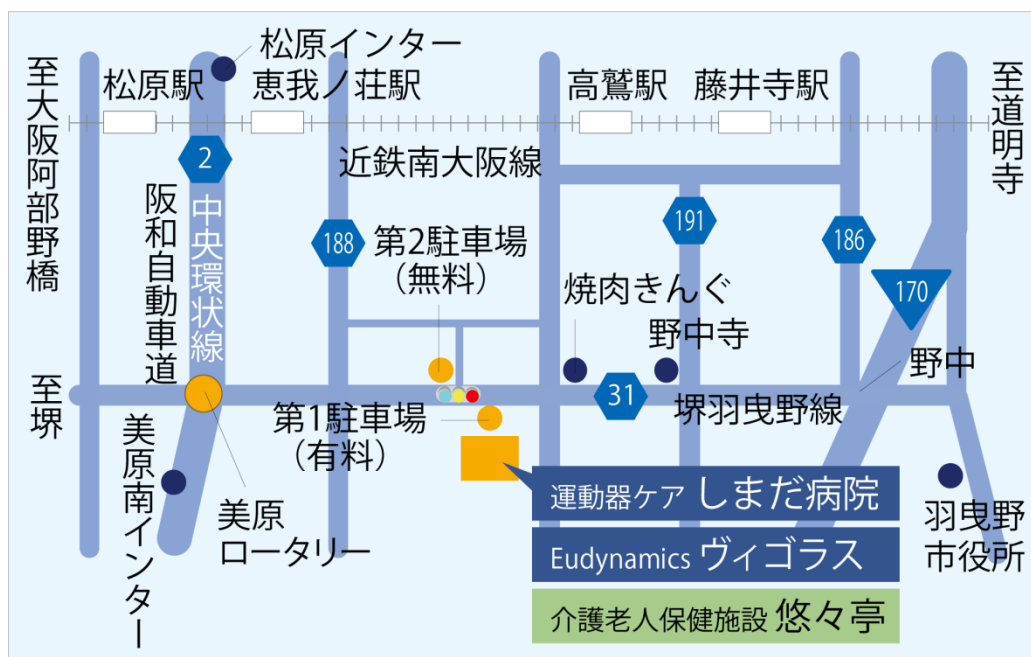 松原インター
松原駅
恵我ノ荘駅
高鷲駅
藤井寺駅
至大阪阿部野橋
至道明寺
近鉄南大阪線
2
阪和自動車道
中央環状線
188
191
186
170
第2駐車場
（無料）
焼肉きんぐ
野中寺
野中
至堺
31
堺羽曳野線
第1駐車場
（有料）
美原南インター
美原
ロータリー
運動器ケア しまだ病院
Eudynamics ヴィゴラス
介護老人保健施設 悠々亭
羽曳野
市役所